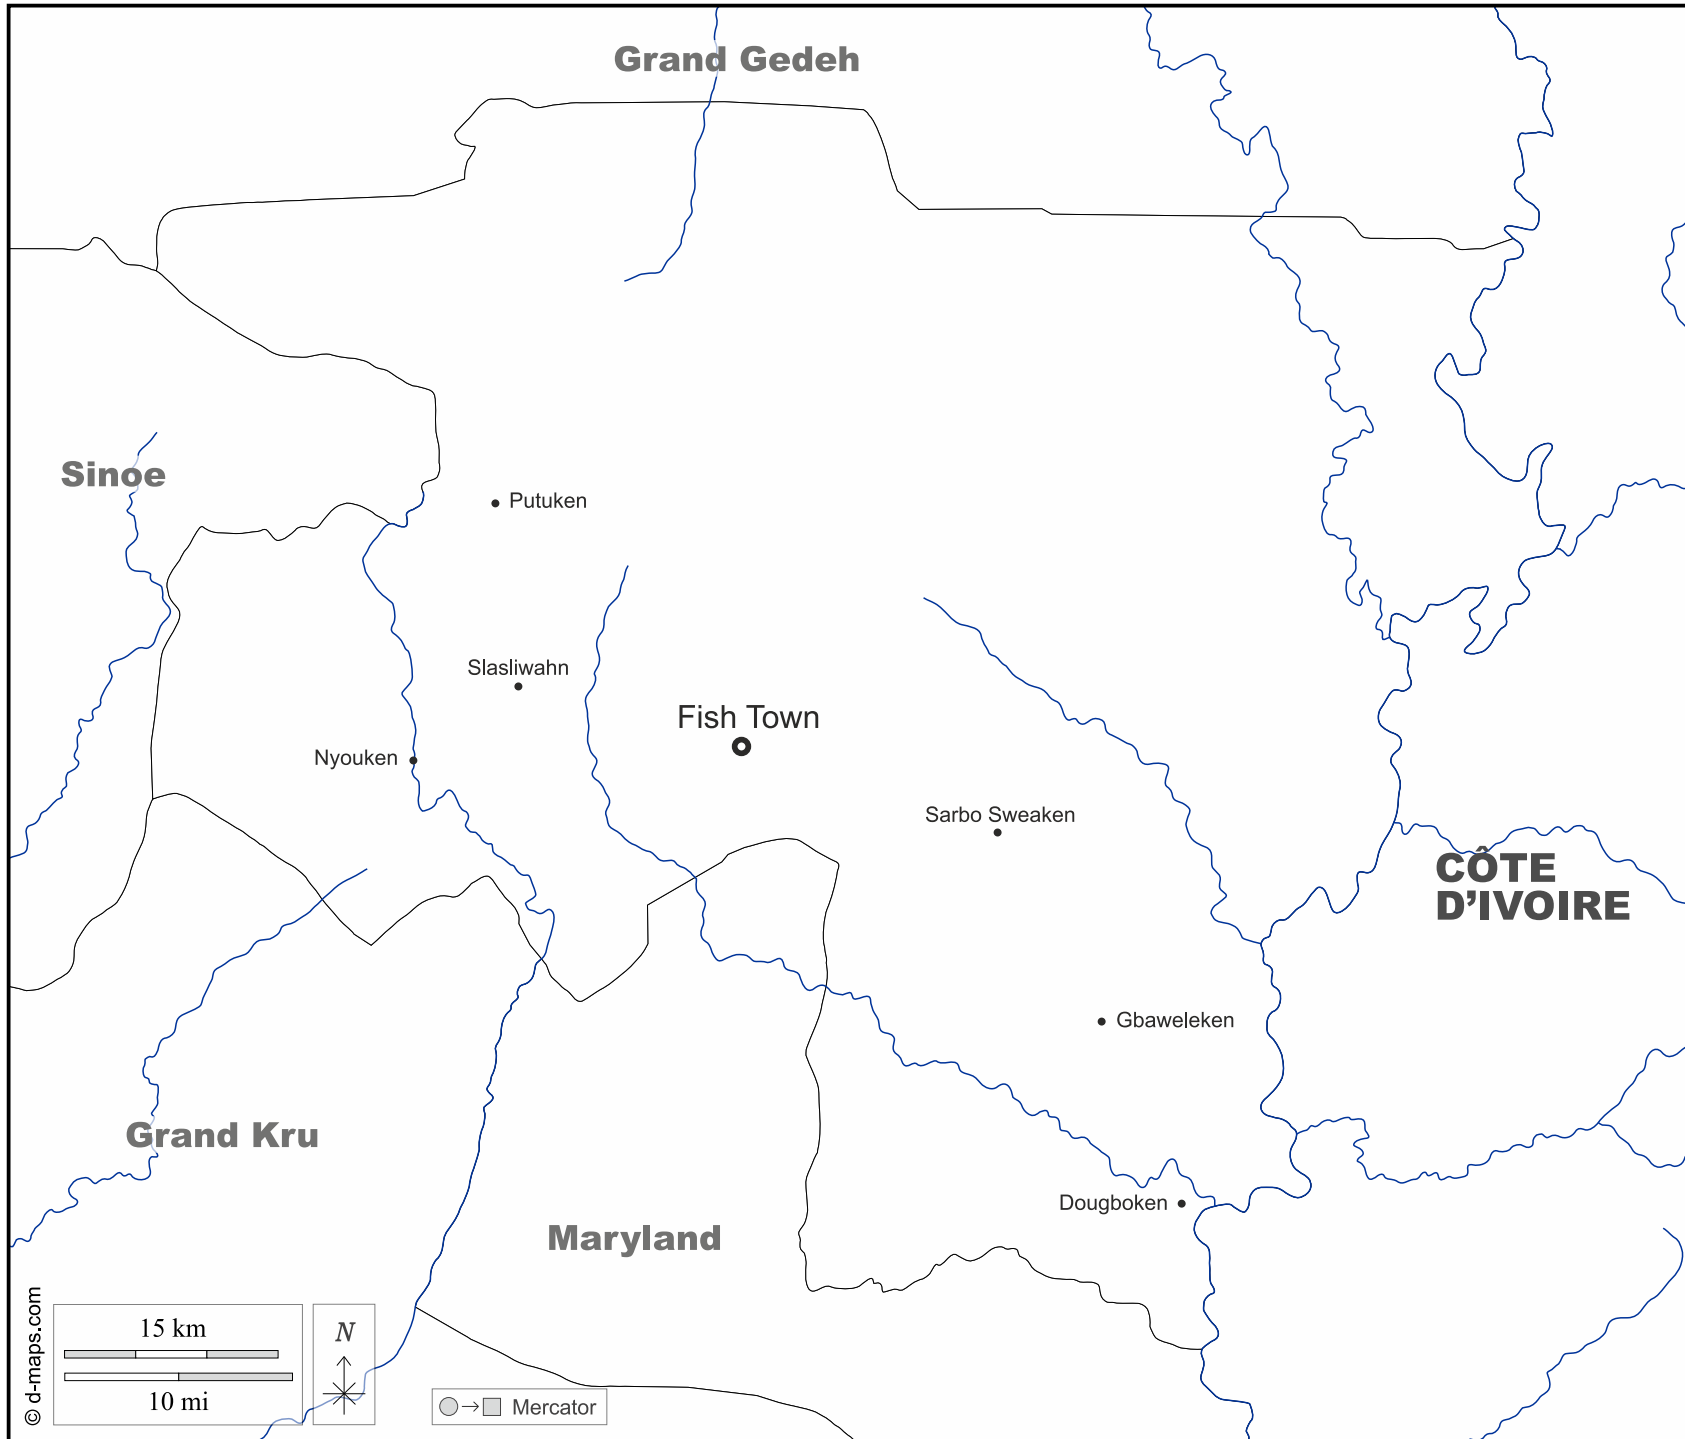 Grand Gedeh
Sinoe
Putuken
Slasliwahn
Fish Town
Nyouken
Sarbo Sweaken
CÔTE
D'IVOIRE
Gbaweleken
Grand Kru
Dougboken
Maryland
© d-maps.com
15 km
10 mi
N
Mercator